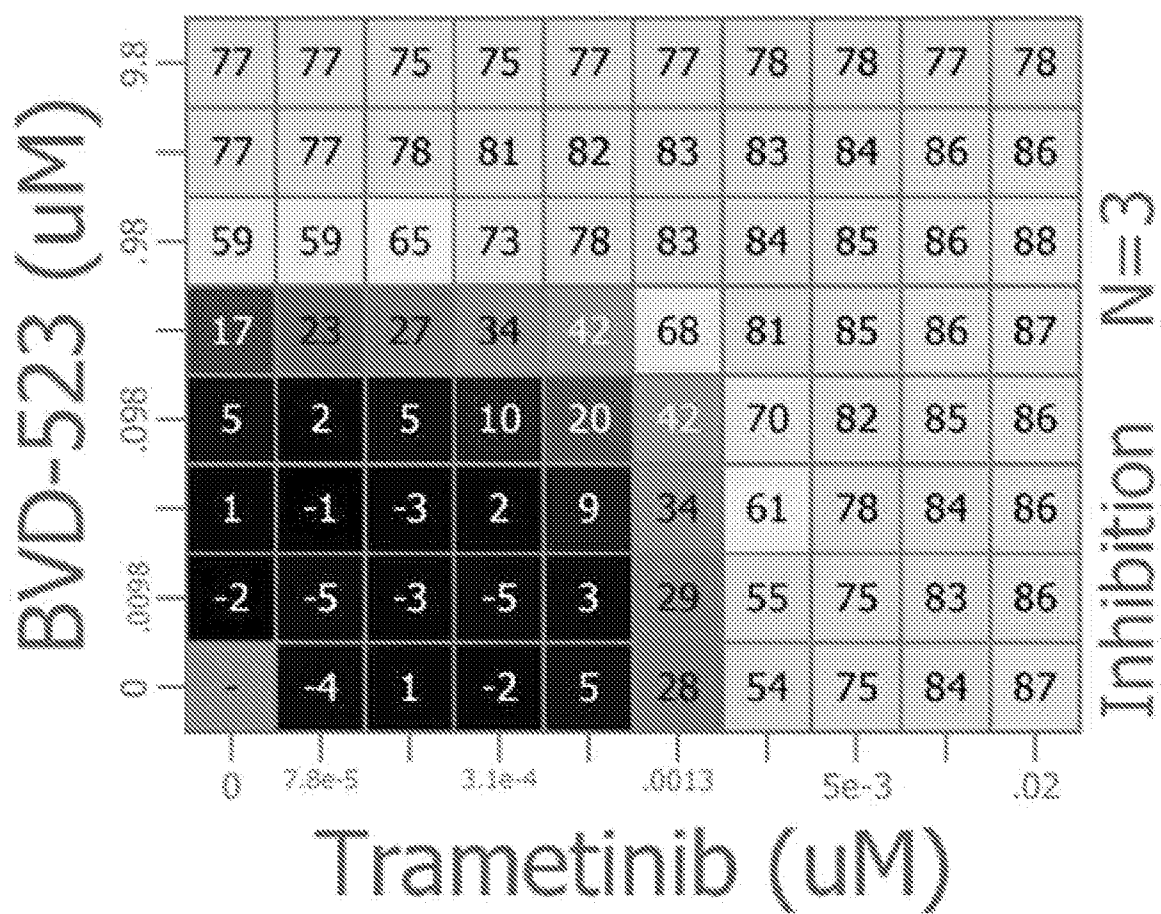 BVD-523 (uM)
9.8 77 77 75 75 77 77 78 78 77 78
77 77 78 81 82 83 83 84 86 86
.98 59 59 65 73 78 83 84 85 86 88
17 23 27 34 42 68 81 85 86 87
.098 5 2 5 10 20 42 70 82 85 86
1 -1 -3 2 9 34 61 78 84 86
.0098 -2 -5 -3 -5 3 29 55 75 83 86
0 - -4 1 -2 5 28 54 75 84 87
0 7.8e-5 3.1e-4 .0013 5e-3 .02
Trametinib (uM)
Inhibition N=3